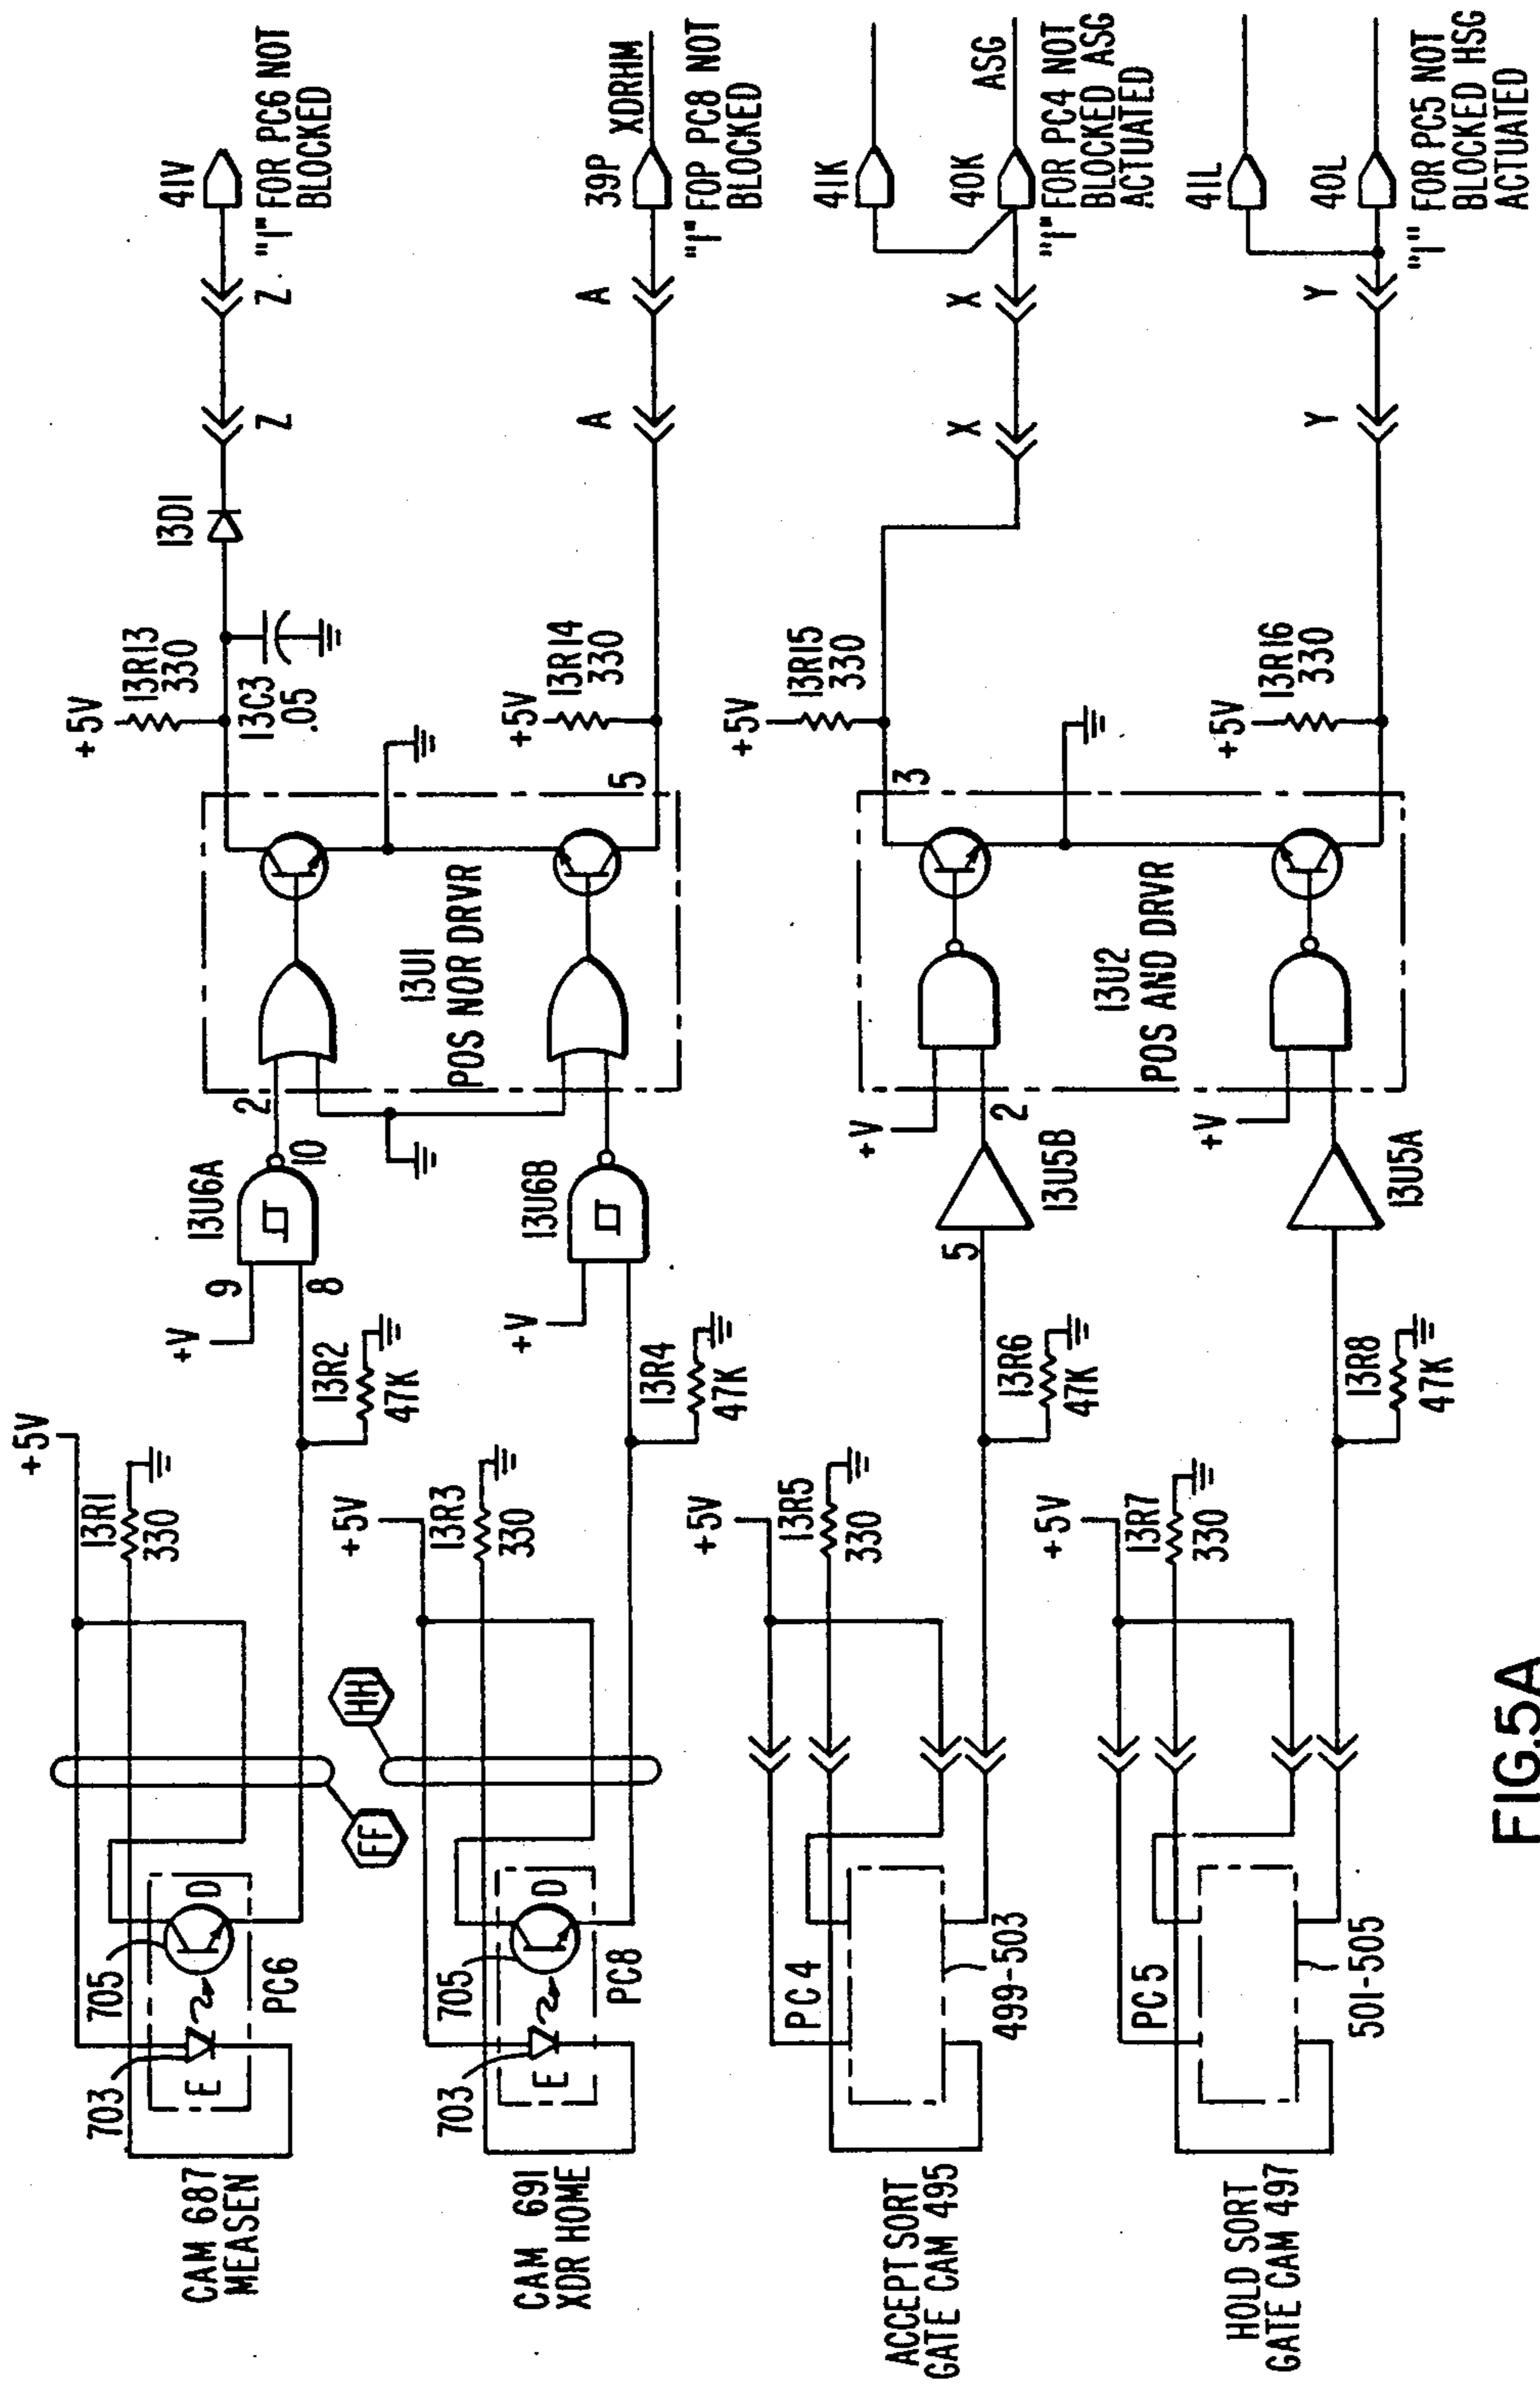 CAM 687
MEASEN
703
705
E
D
PC6
FF
+5V
13R1
330
13R2
47K
+V
9
8
13U6A
10
2
13U1
POS NOR DRVR
+5V
13R13
330
13C3
.05
13D1
Z
Z
41V
"1" FOR PC6 NOT
BLOCKED
CAM 691
XDR HOME
703
705
E
D
PC8
HH
+5V
13R3
330
13R4
47K
+V
13U6B
5
+5V
13R14
330
A
A
39P
XDRHM
"1" FOP PC8 NOT
BLOCKED
ACCEPT SORT
GATE CAM 495
PC4
499-503
+5V
13R5
330
13R6
47K
5
13U5B
+V
2
13U2
POS AND DRVR
3
+5V
13R15
330
X
X
41K
40K
ASG
"1" FOR PC4 NOT
BLOCKED ASG
ACTUATED
HOLD SORT
GATE CAM 497
PC5
501-505
+5V
13R7
330
13R8
47K
13U5A
+V
+5V
13R16
330
Y
Y
41L
40L
"1" FOR PC5 NOT
BLOCKED HSG
ACTUATED
FIG.5A